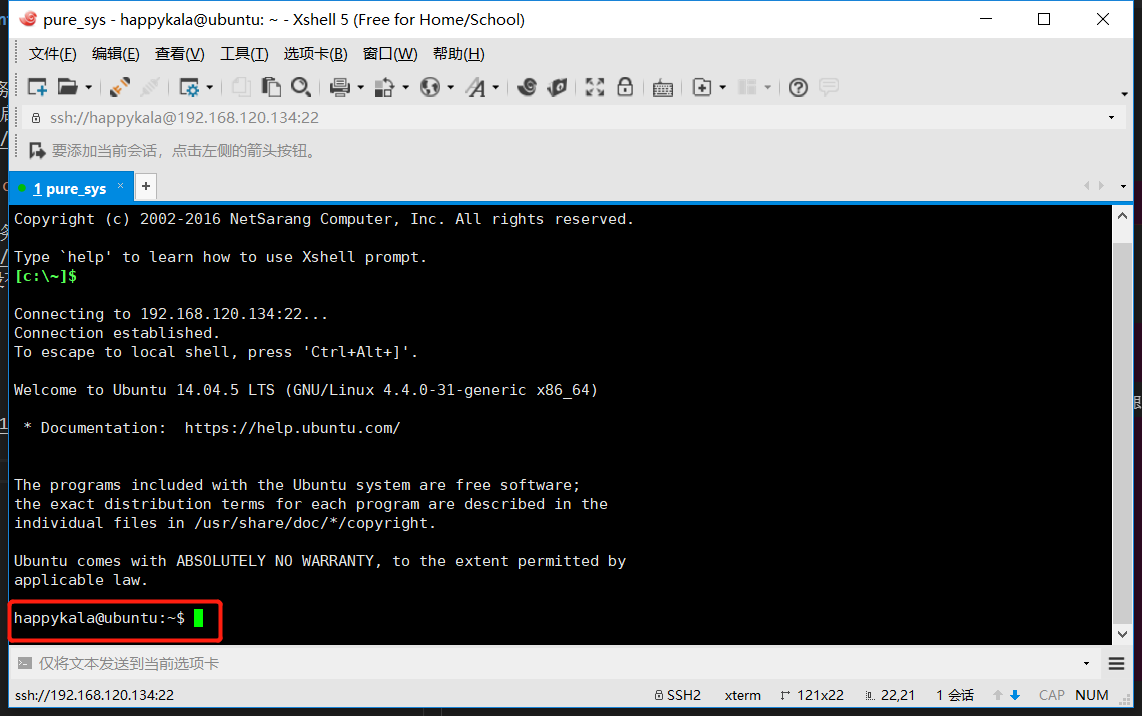 pure_sys - happykala@ubuntu: ~ - Xshell 5 (Free for Home/School)
文件(F) 编辑(E) 查看(V) 工具(T) 选项卡(B) 窗口(W) 帮助(H)
ssh://happykala@192.168.120.134:22
要添加当前会话，点击左侧的箭头按钮。
1 pure_sys
Copyright (c) 2002-2016 NetSarang Computer, Inc. All rights reserved.
Type `help' to learn how to use Xshell prompt.
[c:\~]$
Connecting to 192.168.120.134:22...
Connection established.
To escape to local shell, press 'Ctrl+Alt+]'.
Welcome to Ubuntu 14.04.5 LTS (GNU/Linux 4.4.0-31-generic x86_64)
* Documentation:  https://help.ubuntu.com/
The programs included with the Ubuntu system are free software;
the exact distribution terms for each program are described in the
individual files in /usr/share/doc/*/copyright.
Ubuntu comes with ABSOLUTELY NO WARRANTY, to the extent permitted by
applicable law.
happykala@ubuntu:~$
仅将文本发送到当前选项卡
ssh://192.168.120.134:22 SSH2 xterm 121x22 22,21 1 会话 CAP NUM